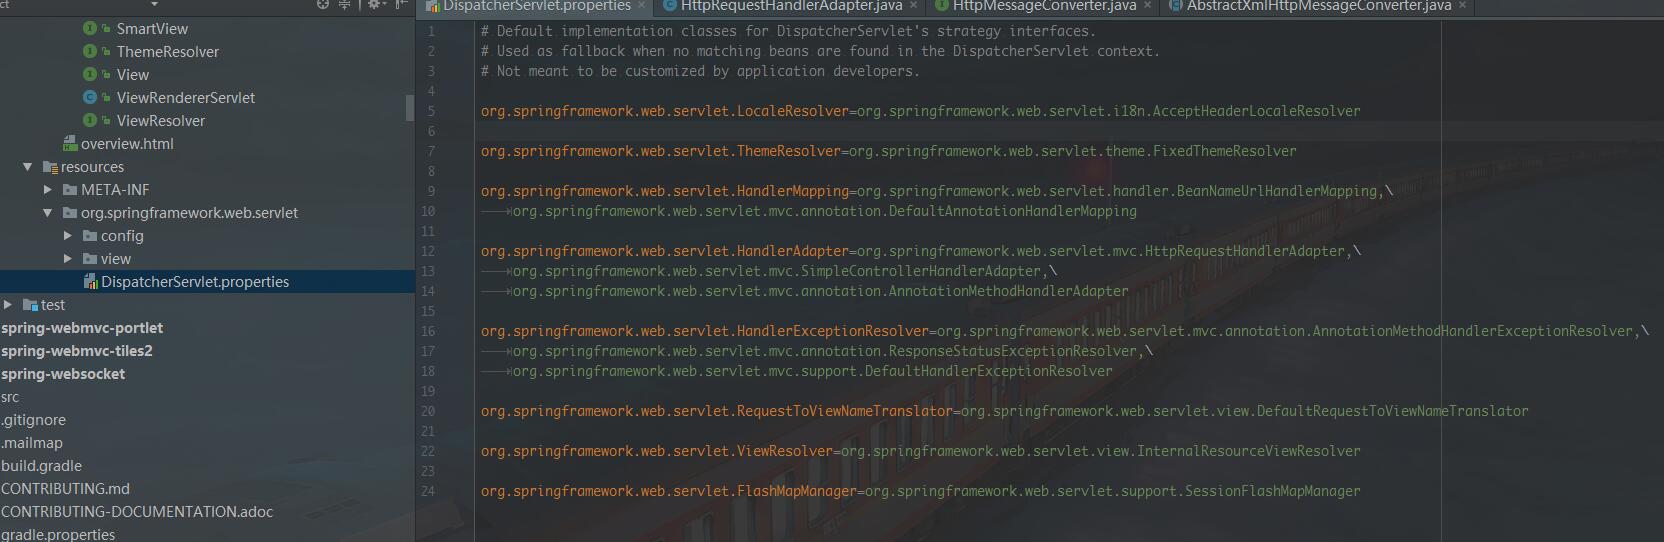 ct
SmartView
ThemeResolver
View
ViewRendererServlet
ViewResolver
overview.html
resources
META-INF
org.springframework.web.servlet
config
view
DispatcherServlet.properties
test
spring-webmvc-portlet
spring-webmvc-tiles2
spring-websocket
src
.gitignore
.mailmap
build.gradle
CONTRIBUTING.md
CONTRIBUTING-DOCUMENTATION.adoc
gradle.properties
DispatcherServlet.properties × HttpRequestHandlerAdapter.java × HttpMessageConverter.java × AbstractXmlHttpMessageConverter.java ×
1 # Default implementation classes for DispatcherServlet's strategy interfaces.
2 # Used as fallback when no matching beans are found in the DispatcherServlet context.
3 # Not meant to be customized by application developers.
4
5 org.springframework.web.servlet.LocaleResolver=org.springframework.web.servlet.i18n.AcceptHeaderLocaleResolver
6
7 org.springframework.web.servlet.ThemeResolver=org.springframework.web.servlet.theme.FixedThemeResolver
8
9 org.springframework.web.servlet.HandlerMapping=org.springframework.web.servlet.handler.BeanNameUrlHandlerMapping,\
10 org.springframework.web.servlet.mvc.annotation.DefaultAnnotationHandlerMapping
11
12 org.springframework.web.servlet.HandlerAdapter=org.springframework.web.servlet.mvc.HttpRequestHandlerAdapter,\
13 org.springframework.web.servlet.mvc.SimpleControllerHandlerAdapter,\
14 org.springframework.web.servlet.mvc.annotation.AnnotationMethodHandlerAdapter
15
16 org.springframework.web.servlet.HandlerExceptionResolver=org.springframework.web.servlet.mvc.annotation.AnnotationMethodHandlerExceptionResolver,\
17 org.springframework.web.servlet.mvc.annotation.ResponseStatusExceptionResolver,\
18 org.springframework.web.servlet.mvc.support.DefaultHandlerExceptionResolver
19
20 org.springframework.web.servlet.RequestToViewNameTranslator=org.springframework.web.servlet.view.DefaultRequestToViewNameTranslator
21
22 org.springframework.web.servlet.ViewResolver=org.springframework.web.servlet.view.InternalResourceViewResolver
23
24 org.springframework.web.servlet.FlashMapManager=org.springframework.web.servlet.support.SessionFlashMapManager